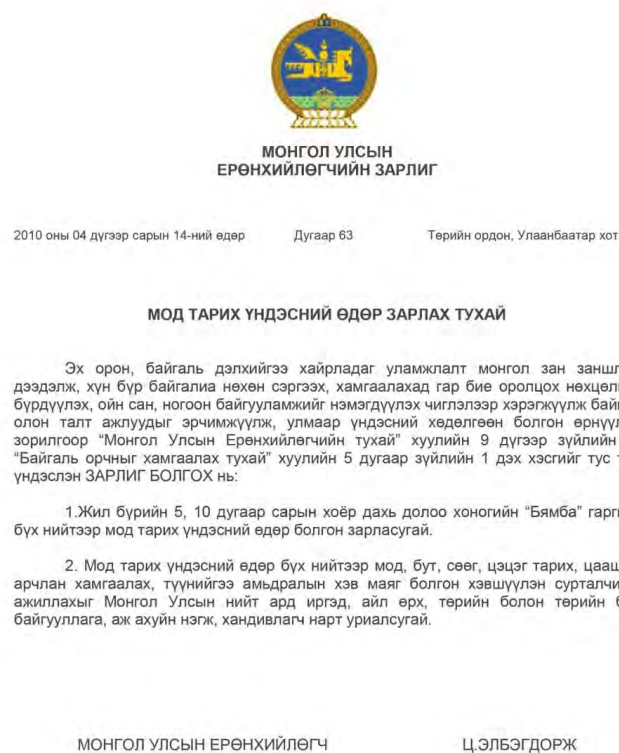 МОНГОЛ УЛСЫН
ЕРӨНХИЙЛӨГЧИЙН ЗАРЛИГ
2010 оны 04 дүгээр сарын 14-ний өдөр Дугаар 63 Төрийн ордон, Улаанбаатар хот
МОД ТАРИХ ҮНДЭСНИЙ ӨДӨР ЗАРЛАХ ТУХАЙ
Эх орон, байгаль дэлхийгээ хайрладаг уламжлалт монгол зан
дээдэлж, хүн бүр байгалиа нөхөн сэргээх, хамгаалахад гар бие оролцох
бүрдүүлэх, ойн сан, ногоон байгууламжийг нэмэгдүүлэх чиглэлээр хэрэгжүүлж
олон талт ажлуудыг эрчимжүүлж, улмаар үндэсний хөдөлгөөн болгон
зорилгоор “Монгол Улсын Ерөнхийлөгчийн тухай” хуулийн 9 дүгээр зүйлийн
“Байгаль орчныг хамгаалах тухай” хуулийн 5 дугаар зүйлийн 1 дэх хэсгийг тус
үндэслэн ЗАРЛИГ БОЛГОХ нь:
1.Жил бүрийн 5, 10 дугаар сарын хоёр дахь долоо хоногийн “Бямба”
бүх нийтээр мод тарих үндэсний өдөр болгон зарласугай.
2. Мод тарих үндэсний өдөр бүх нийтээр мод, бут, сөөг, цэцэг тарих,
арчлан хамгаалах, түүнийгээ амьдралын хэв маяг болгон хэвшүүлэн
ажиллахыг Монгол Улсын нийт ард иргэд, айл өрх, төрийн болон төрийн
байгууллага, аж ахуйн нэгж, хандивлагч нарт уриалсугай.
МОНГОЛ УЛСЫН ЕРӨНХИЙЛӨГЧ Ц.ЭЛБЭГДОРЖ